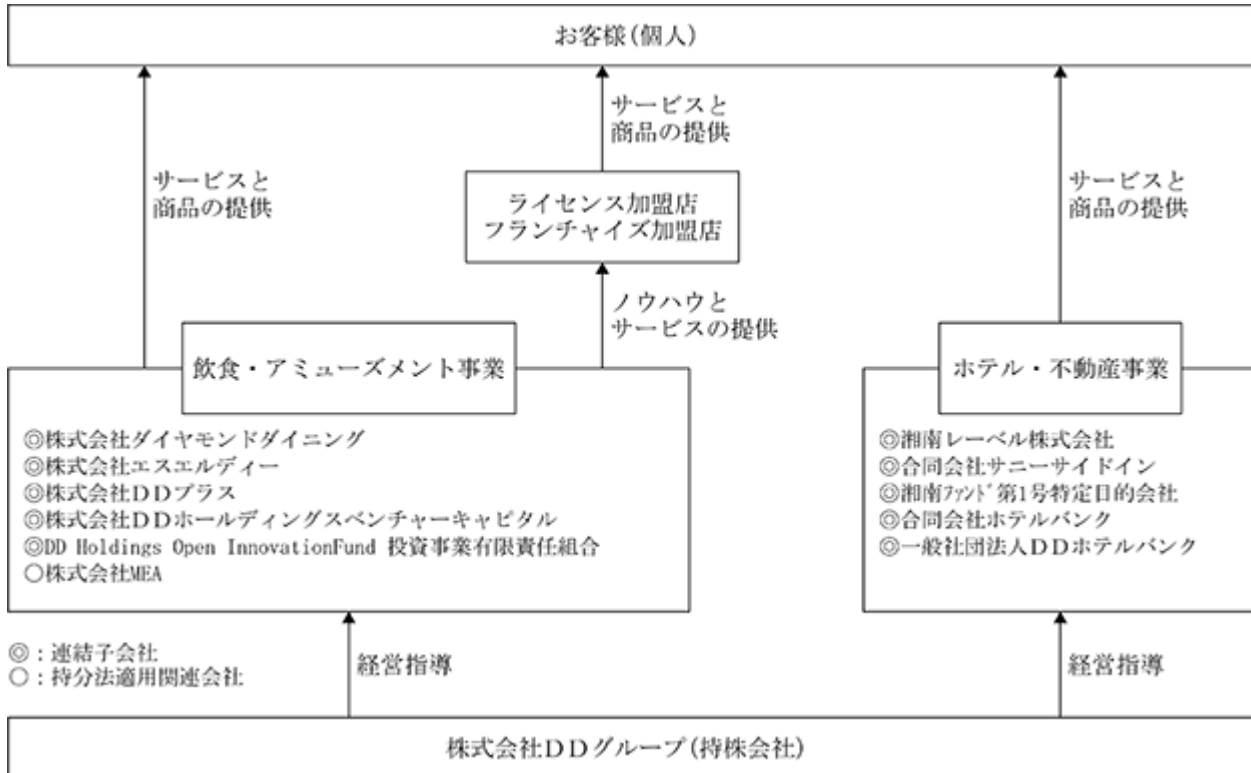 お客様(個人)
サービスと
商品の提供
サービスと
商品の提供
サービスと
商品の提供
ライセンス加盟店
フランチャイズ加盟店
ノウハウと
サービスの提供
飲食・アミューズメント事業
◎株式会社ダイヤモンドダイニング
◎株式会社エスエルディー
◎株式会社DDプラス
◎株式会社DDホールディングスベンチャーキャピタル
◎DD Holdings Open InnovationFund 投資事業有限責任組合
○株式会社MEA
ホテル・不動産事業
◎湘南レーベル株式会社
◎合同会社サニーサイドイン
◎湘南ファンド第1号特定目的会社
◎合同会社ホテルバンク
◎一般社団法人DDホテルバンク
◎：連結子会社
○：持分法適用関連会社
経営指導
経営指導
株式会社DDグループ(持株会社)